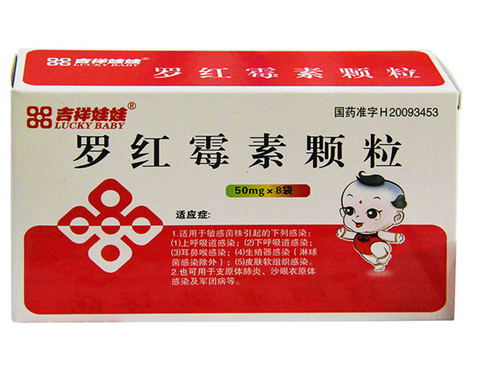 罗红霉素颗粒
吉祥娃娃®
LUCKY BABY
国药准字H20093453
罗红霉素颗粒
50mg×8袋
适应症:
1.适用于敏感菌株引起的下列感染:
(1)上呼吸道感染;(2)下呼吸道感染;
(3)耳鼻喉感染;(4)生殖器感染(淋球
菌感染除外);(5)皮肤软组织感染。
2.也可用于支原体肺炎、沙眼衣原体
感染及军团病等。